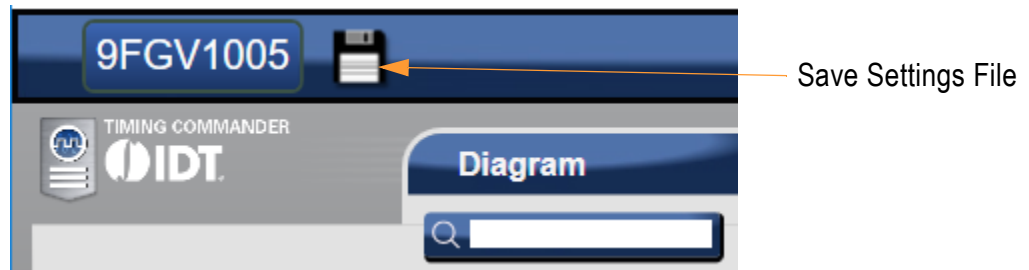 9FGV1005
Save Settings File
TIMING COMMANDER
IDT
Diagram